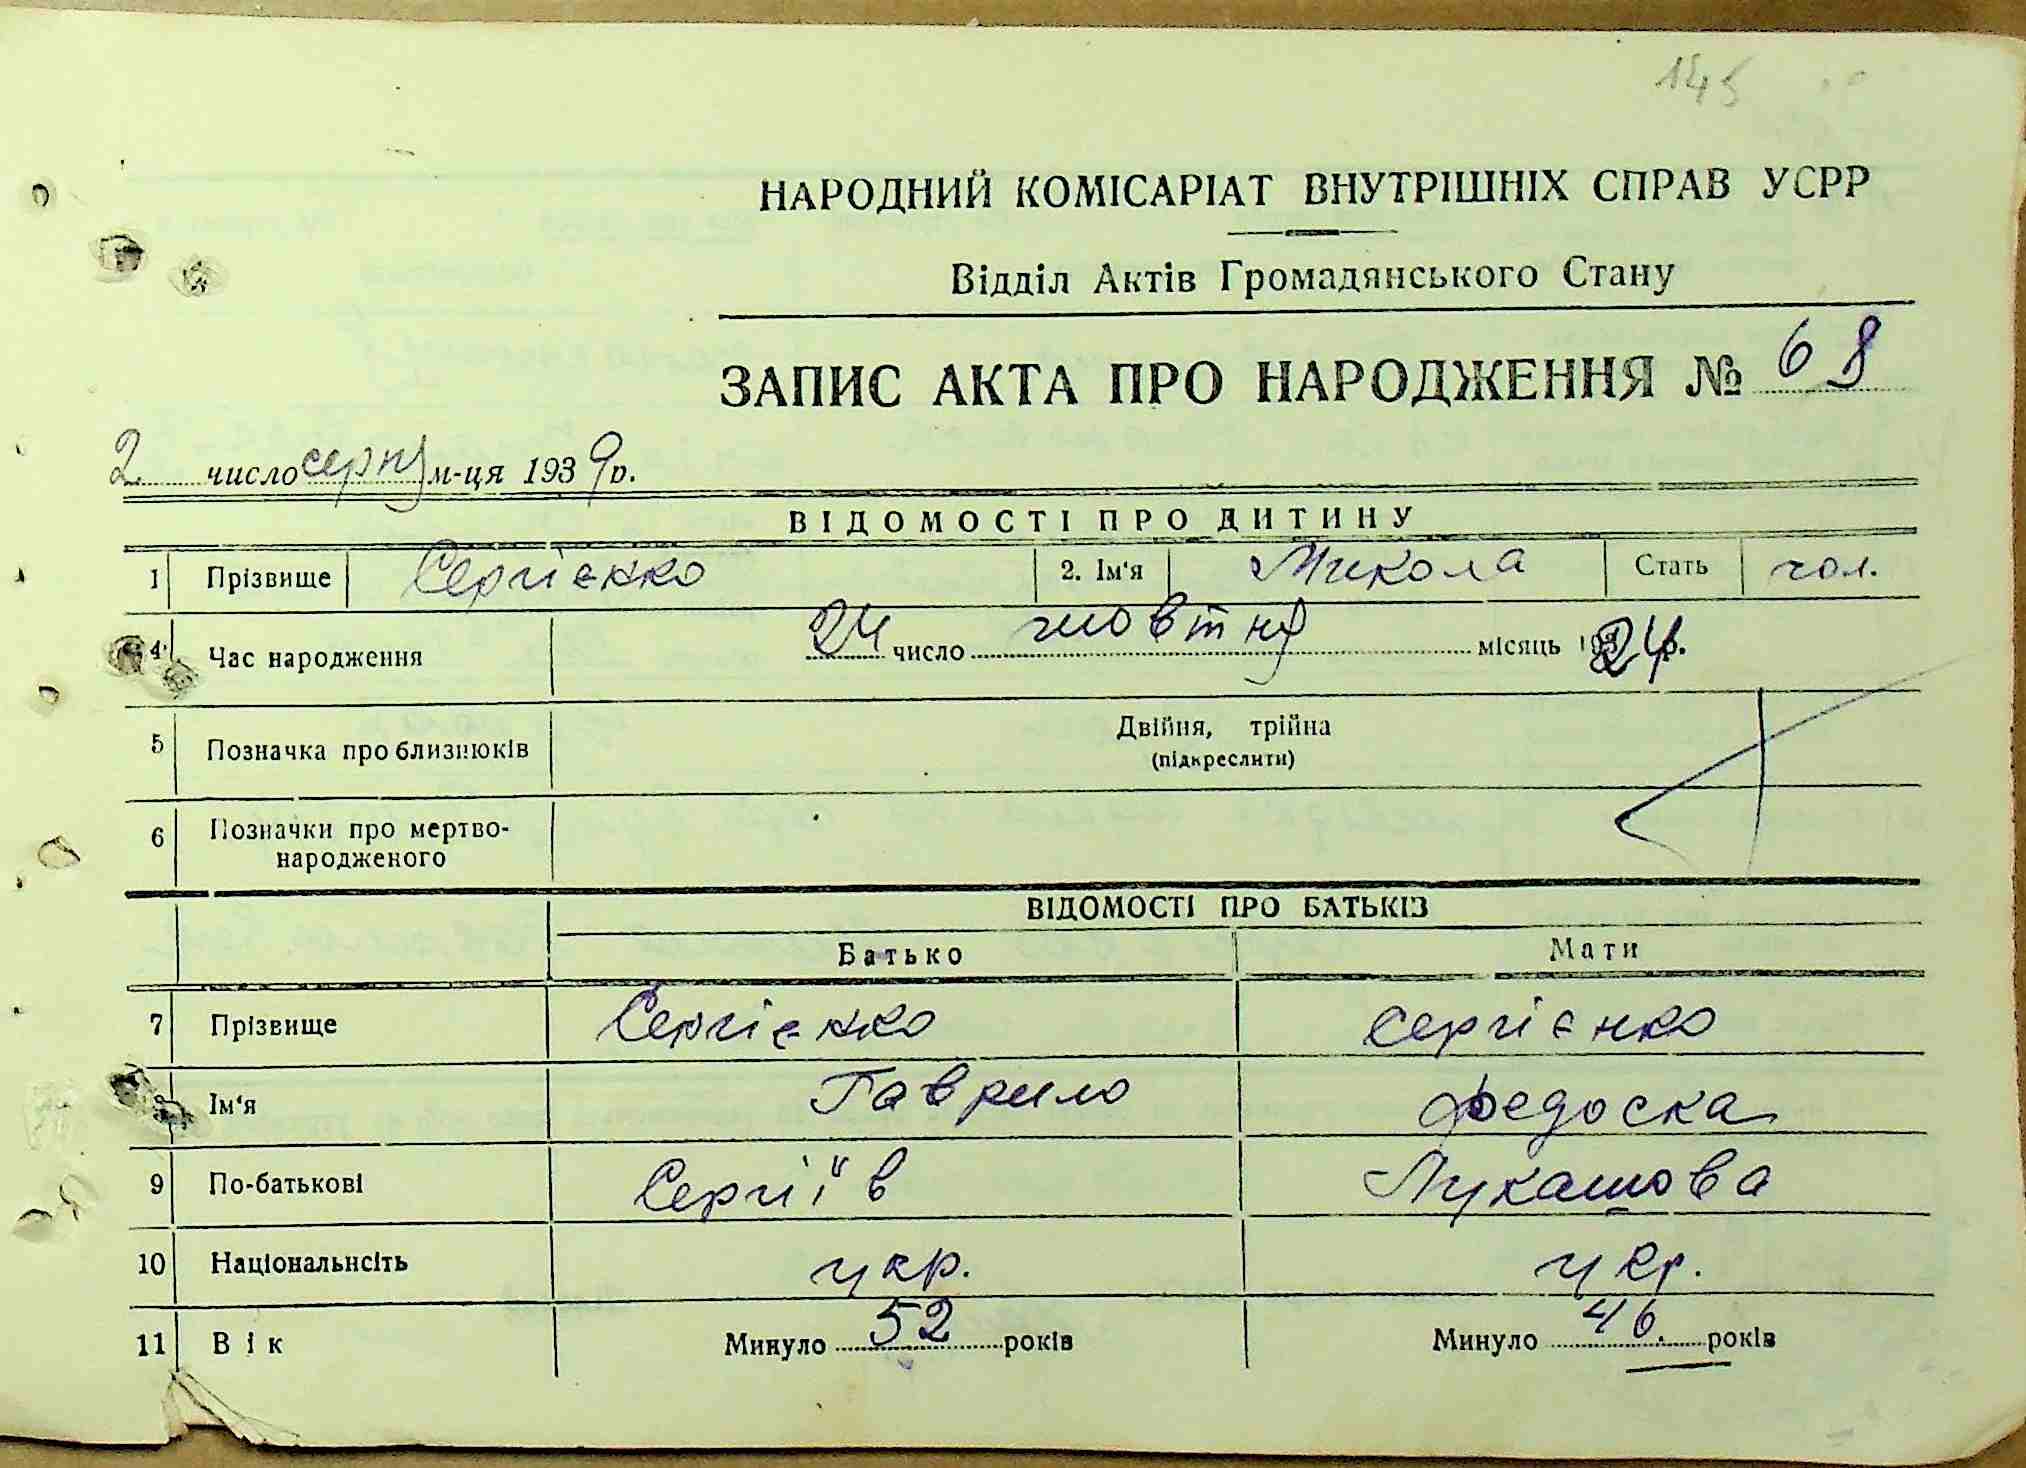 145
НАРОДНИЙ КОМІСАРІАТ ВНУТРІШНІХ СПРАВ УСРР
Відділ Актів Громадянського Стану
ЗАПИС АКТА ПРО НАРОДЖЕННЯ № 68
2 число серпня м-ця 1939 р.
ВІДОМОСТІ ПРО ДИТИНУ
1 Прізвище Сергієнко 2. Ім'я Микола Стать чол.
4 Час народження 24 число жовтня місяць 1924 р.
5 Позначка про близнюків Двійня, трійна
(підкреслити)
6 Позначки про мертво-
народженого
ВІДОМОСТІ ПРО БАТЬКІВ
Батько Мати
7 Прізвище Сергієнко Сергієнко
Ім'я Гаврило Федоска
9 По-батькові Сергіїв Лукашова
10 Національнсіть укр. укр.
11 Вік Минуло 52 років Минуло 46. років